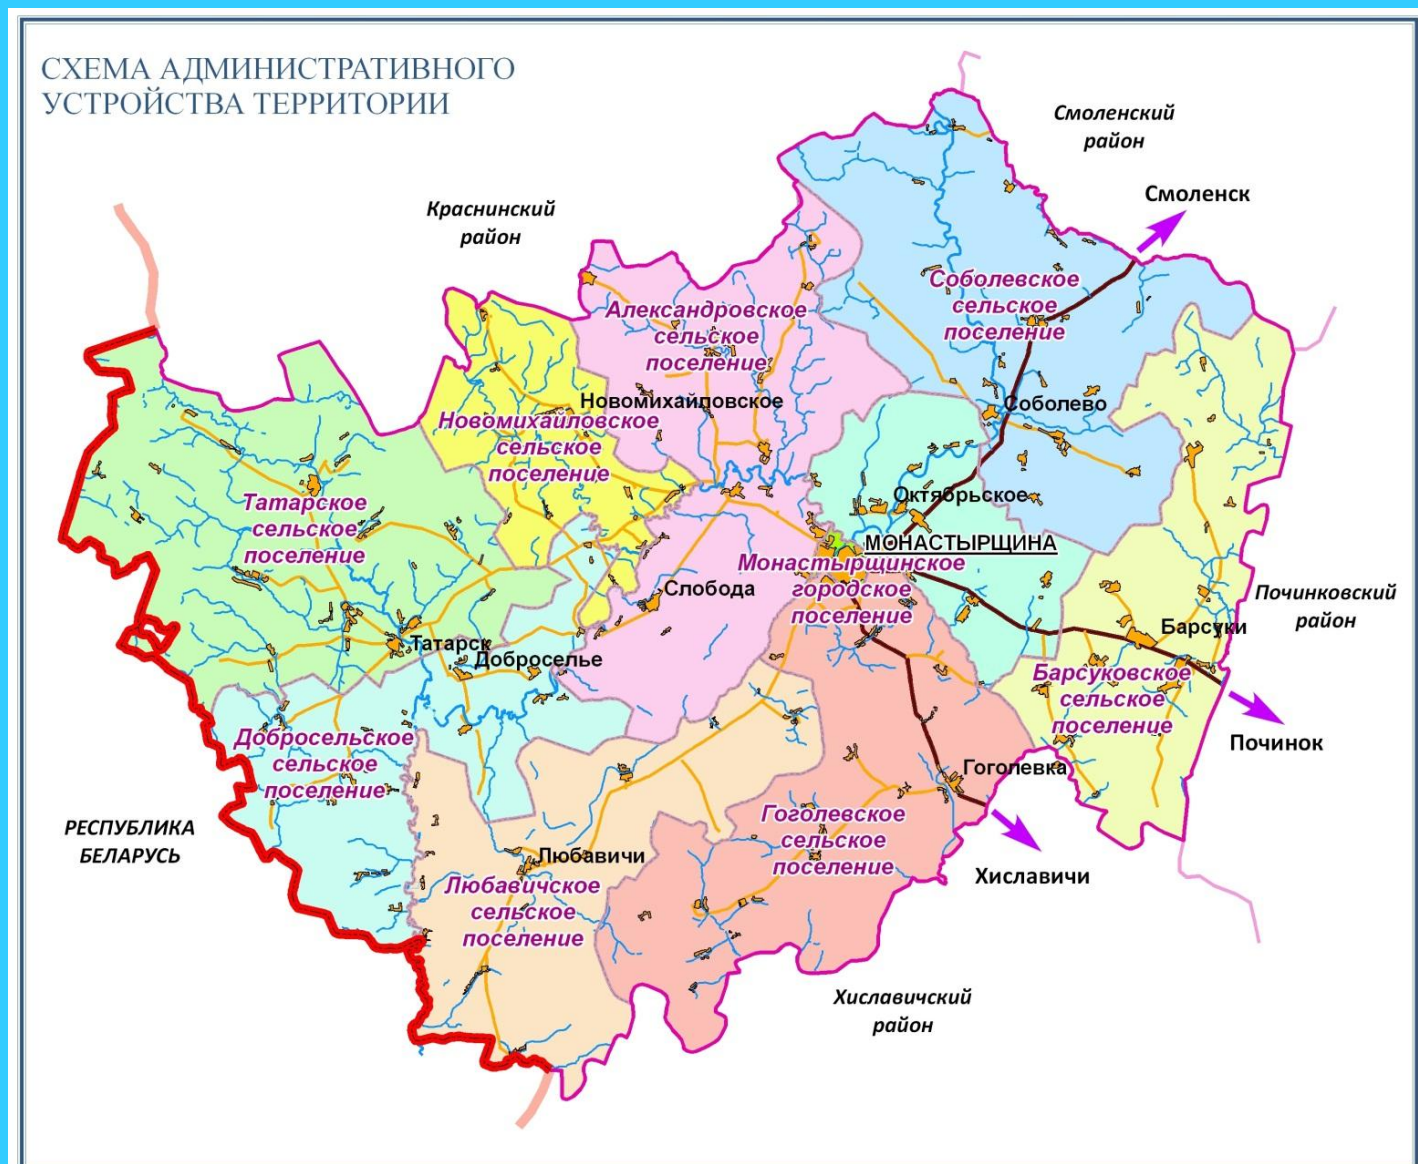 СХЕМА АДМИНИСТРАТИВНОГО
УСТРОЙСТВА ТЕРРИТОРИИ
Смоленский
район
Смоленск
Краснинский
район
Соболевское
сельское
поселение
Александровское
сельское
поселение
Новомихайловское
Соболево
Новомихайловское
сельское
поселение
Татарское
сельское
поселение
Октябрьское
МОНАСТЫРЩИНА
Монастырщинское
городское
поселение
Слобода
Починковский
район
Барсуки
Татарск
Доброселье
Барсуковское
сельское
поселение
Починок
Добросельское
сельское
поселение
Гоголевка
РЕСПУБЛИКА
БЕЛАРУСЬ
Гоголевское
сельское
поселение
Любавичи
Хиславичи
Любавичское
сельское
поселение
Хиславичский
район